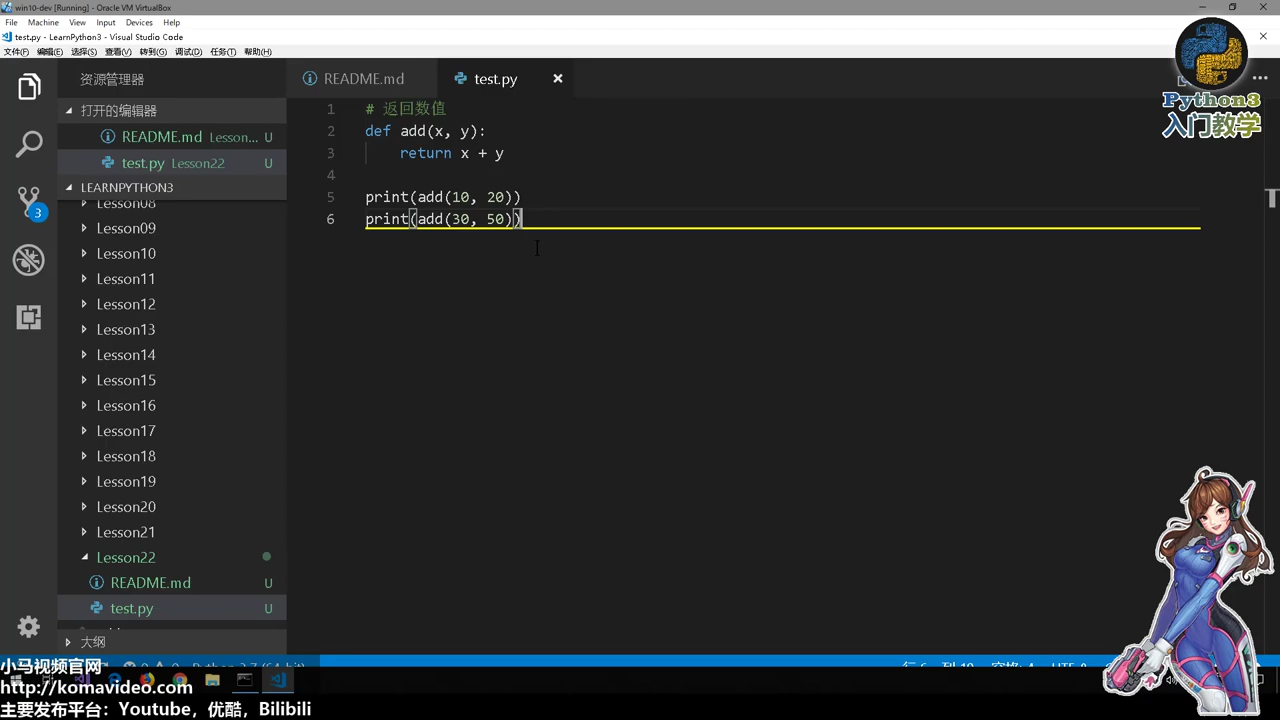 win10-dev [Running] - Oracle VM VirtualBox
File Machine View Input Devices Help
test.py - LearnPython3 - Visual Studio Code
文件(F) 编辑(E) 选择(S) 查看(V) 转到(G) 调试(D) 任务(T) 帮助(H)
资源管理器
README.md
test.py
Python3
入门教学
打开的编辑器
README.md Lesson... U
test.py Lesson22 U
LEARNPYTHON3
Lesson08
Lesson09
Lesson10
Lesson11
Lesson12
Lesson13
Lesson14
Lesson15
Lesson16
Lesson17
Lesson18
Lesson19
Lesson20
Lesson21
Lesson22
README.md U
test.py U
大纲
3
1 # 返回数值
2 def add(x, y):
3 return x + y
4
5 print(add(10, 20))
6 print(add(30, 50))
小马视频官网
http://komavideo.com
主要发布平台：Youtube，优酷，Bilibili